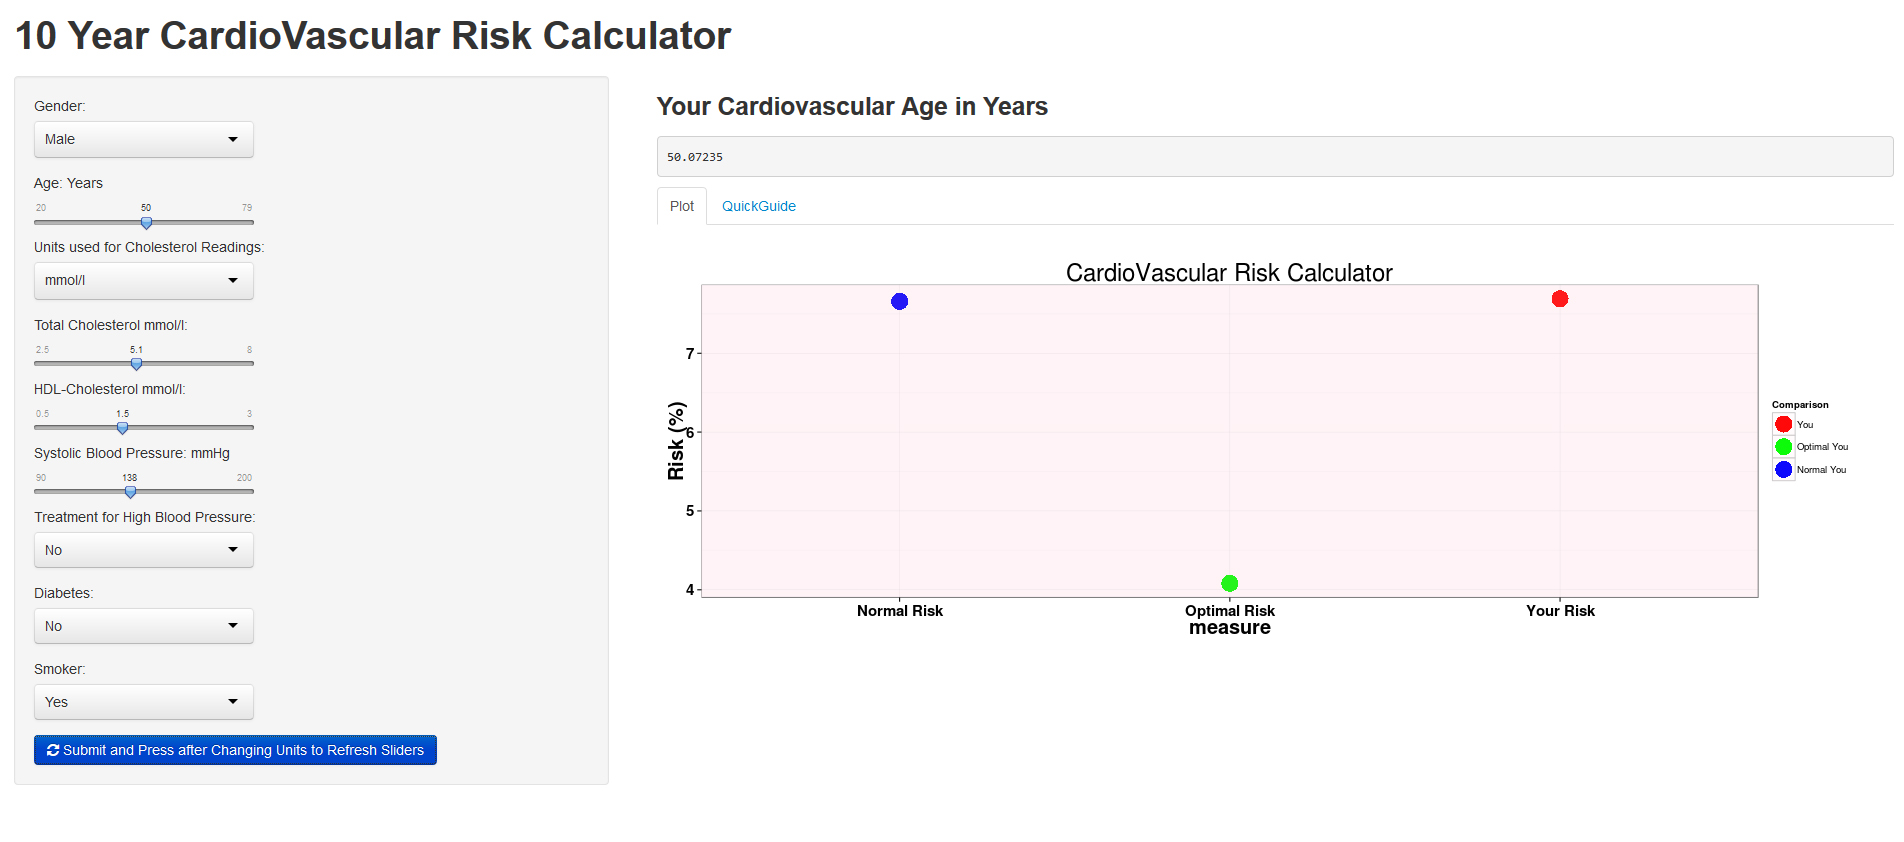 10 Year CardioVascular Risk Calculator
Gender:
Male
Age: Years
20 50 79
Units used for Cholesterol Readings:
mmol/l
Total Cholesterol mmol/l:
2.5 5.1 8
HDL-Cholesterol mmol/l:
0.5 1.5 3
Systolic Blood Pressure: mmHg
90 138 200
Treatment for High Blood Pressure:
No
Diabetes:
No
Smoker:
Yes
Submit and Press after Changing Units to Refresh Sliders
Your Cardiovascular Age in Years
50.07235
Plot QuickGuide
CardioVascular Risk Calculator
Risk (%)
7
6
5
4
Normal Risk Optimal Risk Your Risk
measure
Comparison
You
Optimal You
Normal You